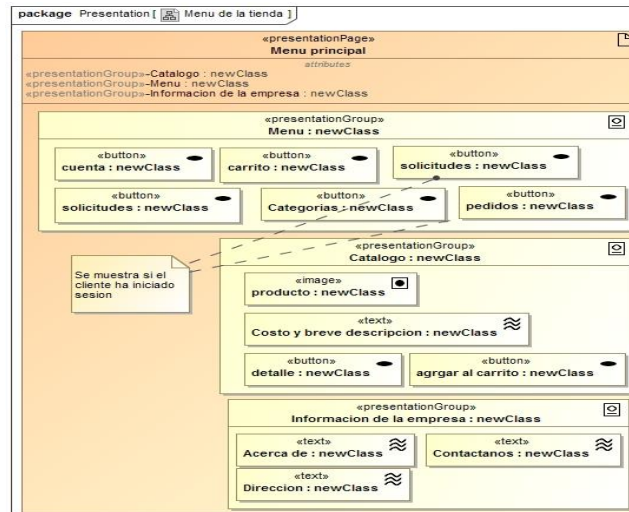 package Presentation [ Menu de la tienda ]
«presentationPage»
Menu principal
attributes
«presentationGroup»-Catalogo : newClass
«presentationGroup»-Menu : newClass
«presentationGroup»-Informacion de la empresa : newClass
«presentationGroup»
Menu : newClass
«button»
cuenta : newClass
«button»
carrito : newClass
«button»
solicitudes : newClass
«button»
solicitudes : newClass
«button»
Categorias : newClass
«button»
pedidos : newClass
Se muestra si el
cliente ha iniciado
sesion
«presentationGroup»
Catalogo : newClass
«image»
producto : newClass
«text»
Costo y breve descripcion : newClass
«button»
detalle : newClass
«button»
agrgar al carrito : newClass
«presentationGroup»
Informacion de la empresa : newClass
«text»
Acerca de : newClass
«text»
Contactanos : newClass
«text»
Direccion : newClass